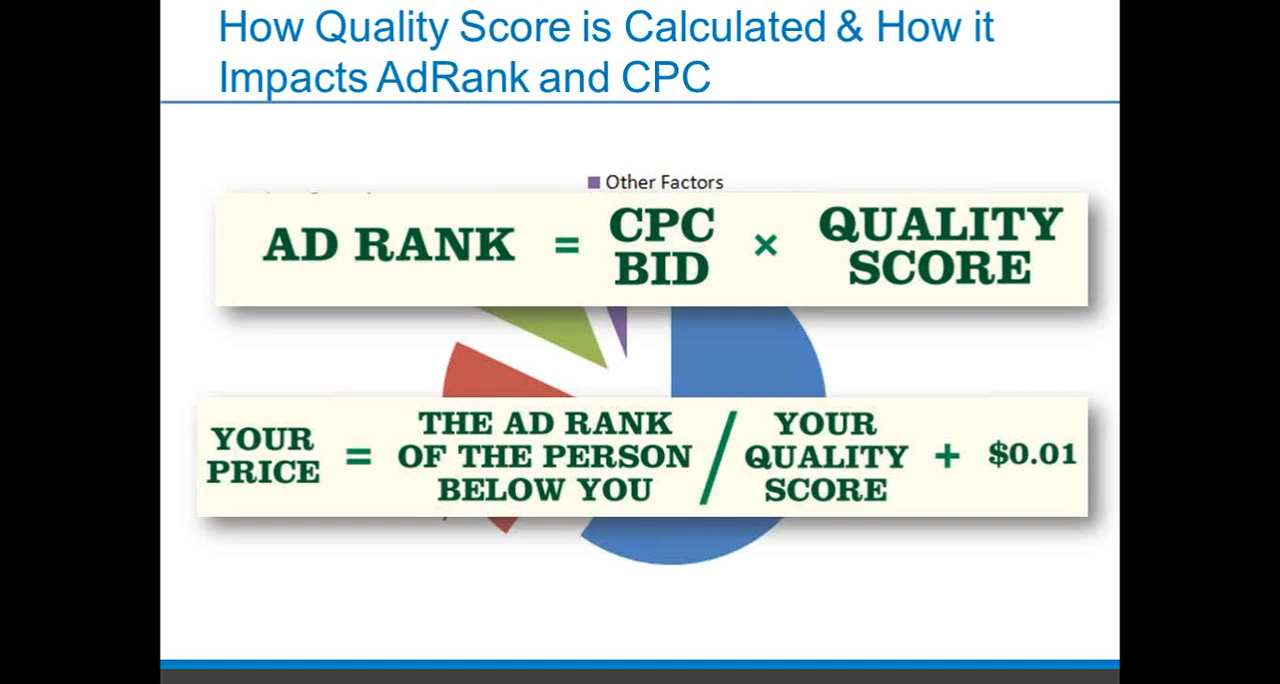 How Quality Score is Calculated & How it
Impacts AdRank and CPC
Other Factors
AD RANK = CPC BID × QUALITY SCORE
YOUR PRICE = THE AD RANK OF THE PERSON BELOW YOU / YOUR QUALITY SCORE + $0.01